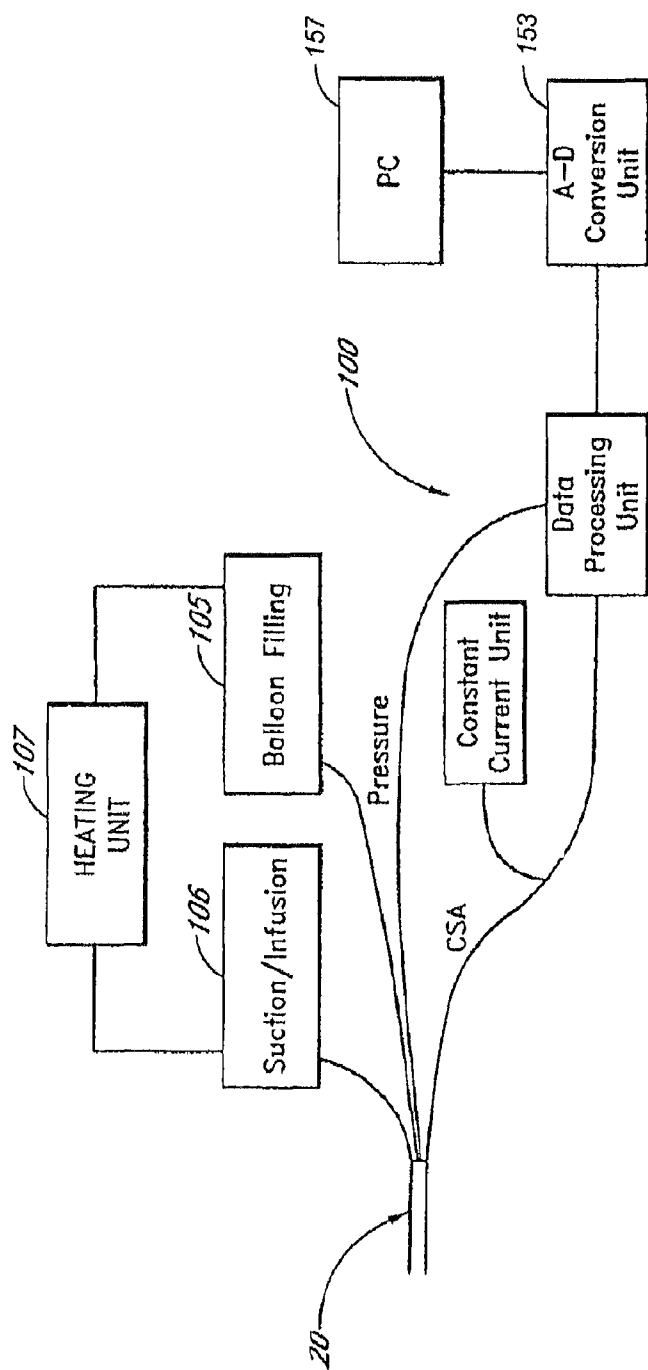 107
HEATING
UNIT
106
Suction/Infusion
105
Balloon Filling
Pressure
100
157
PC
Constant
Current Unit
CSA
20
Data
Processing
Unit
153
A-D
Conversion
Unit